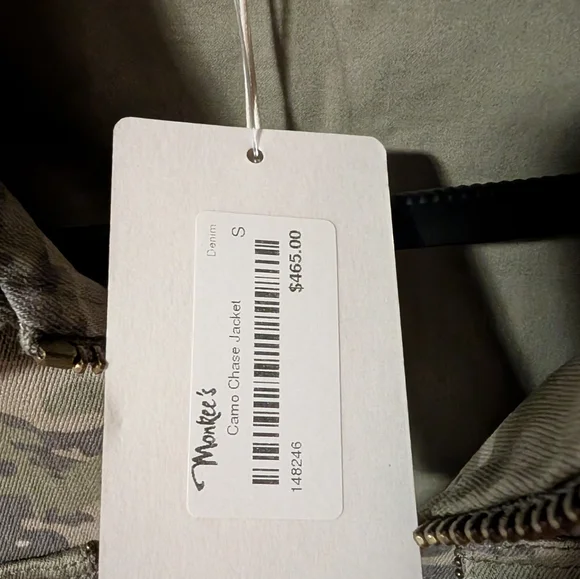 Monkee's
Camo Chase Jacket
148246
$465.00
Denim
S